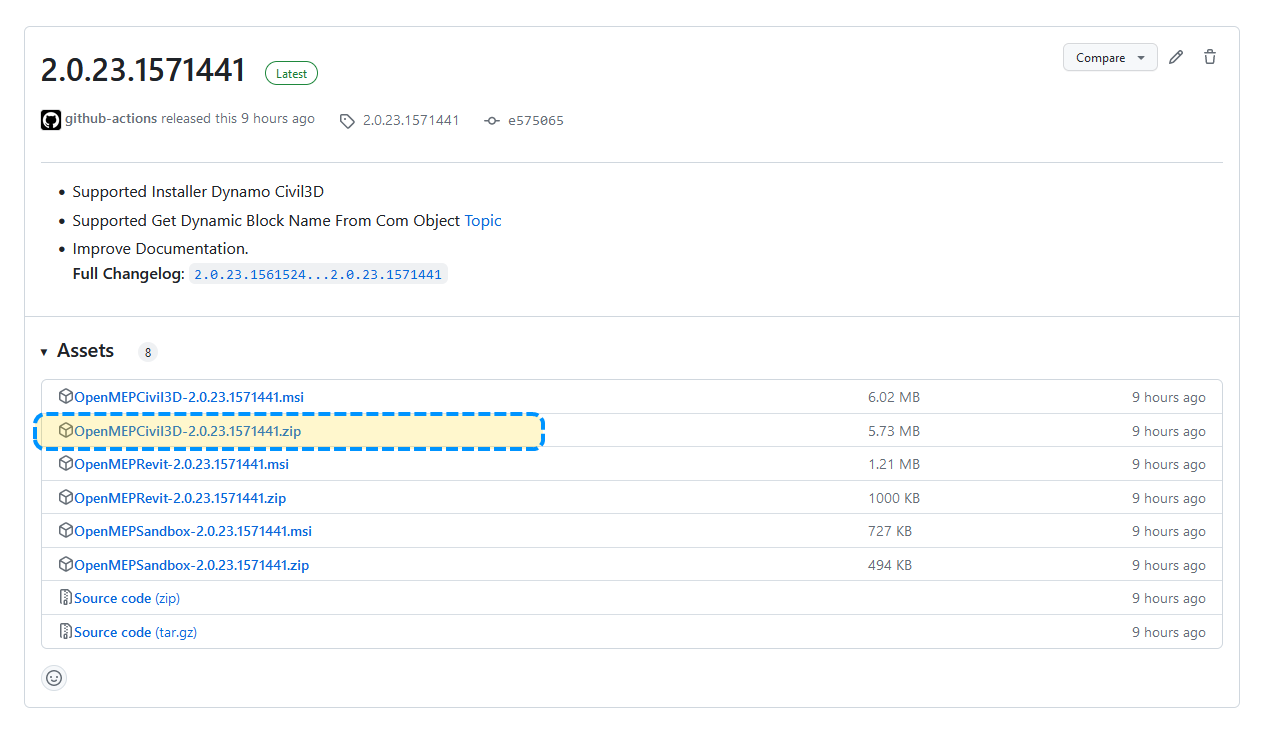 2.0.23.1571441 Latest Compare
github-actions released this 9 hours ago 2.0.23.1571441 e575065
Supported Installer Dynamo Civil3D
Supported Get Dynamic Block Name From Com Object Topic
Improve Documentation.
Full Changelog: 2.0.23.1561524...2.0.23.1571441
Assets 8
OpenMEPCivil3D-2.0.23.1571441.msi 6.02 MB 9 hours ago
OpenMEPCivil3D-2.0.23.1571441.zip 5.73 MB 9 hours ago
OpenMEPRevit-2.0.23.1571441.msi 1.21 MB 9 hours ago
OpenMEPRevit-2.0.23.1571441.zip 1000 KB 9 hours ago
OpenMEPSandbox-2.0.23.1571441.msi 727 KB 9 hours ago
OpenMEPSandbox-2.0.23.1571441.zip 494 KB 9 hours ago
Source code (zip) 9 hours ago
Source code (tar.gz) 9 hours ago